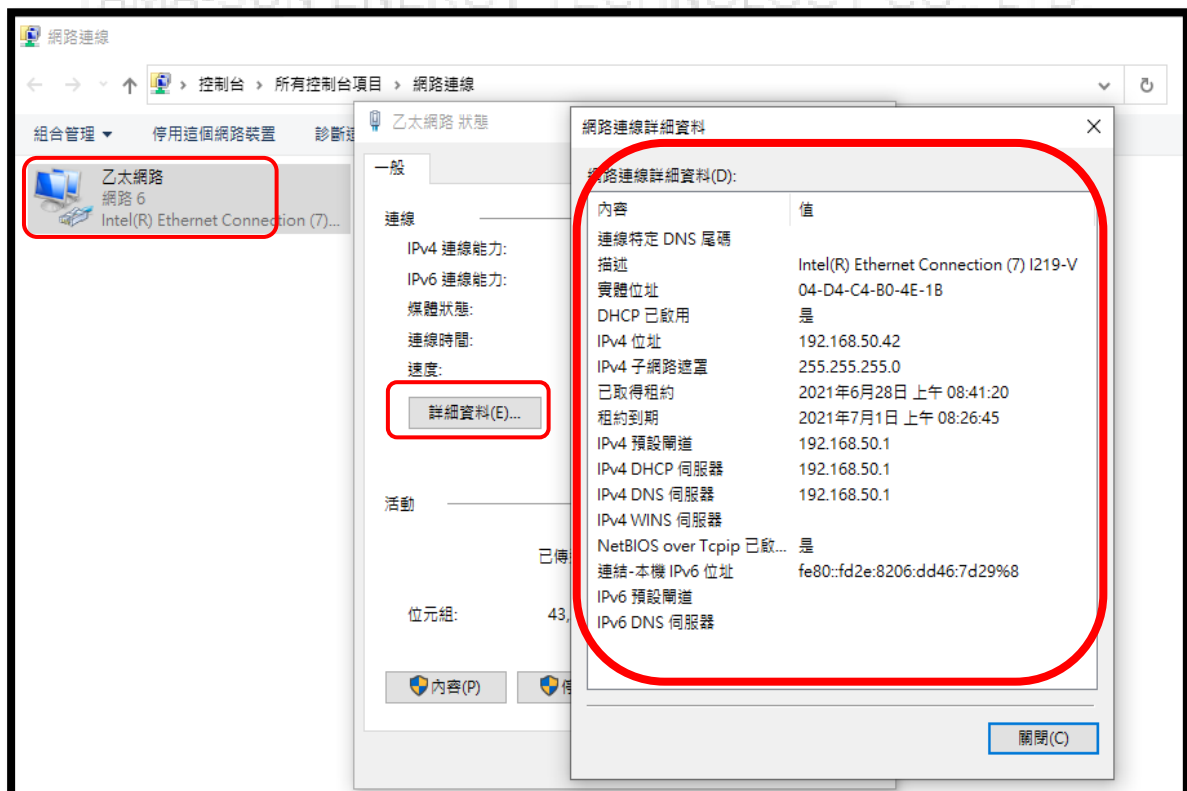 網路連線
控制台 › 所有控制台項目 › 網路連線
組合管理 停用這個網路裝置
乙太網路
網路 6
Intel(R) Ethernet Connection (7)...
乙太網路 狀態
一般
連線
IPv4 連線能力:
IPv6 連線能力:
媒體狀態:
連線時間:
速度:
詳細資料(E)...
活動
位元組: 43,
內容(P)
網路連線詳細資料
網路連線詳細資料(D):
內容 值
連線特定 DNS 尾碼
描述 Intel(R) Ethernet Connection (7) I219-V
實體位址 04-D4-C4-B0-4E-1B
DHCP 已啟用 是
IPv4 位址 192.168.50.42
IPv4 子網路遮罩 255.255.255.0
已取得租約 2021年6月28日 上午 08:41:20
租約到期 2021年7月1日 上午 08:26:45
IPv4 預設閘道 192.168.50.1
IPv4 DHCP 伺服器 192.168.50.1
IPv4 DNS 伺服器 192.168.50.1
IPv4 WINS 伺服器
NetBIOS over Tcpip 已啟... 是
連結-本機 IPv6 位址 fe80::fd2e:8206:dd46:7d29%8
IPv6 預設閘道
IPv6 DNS 伺服器
關閉(C)